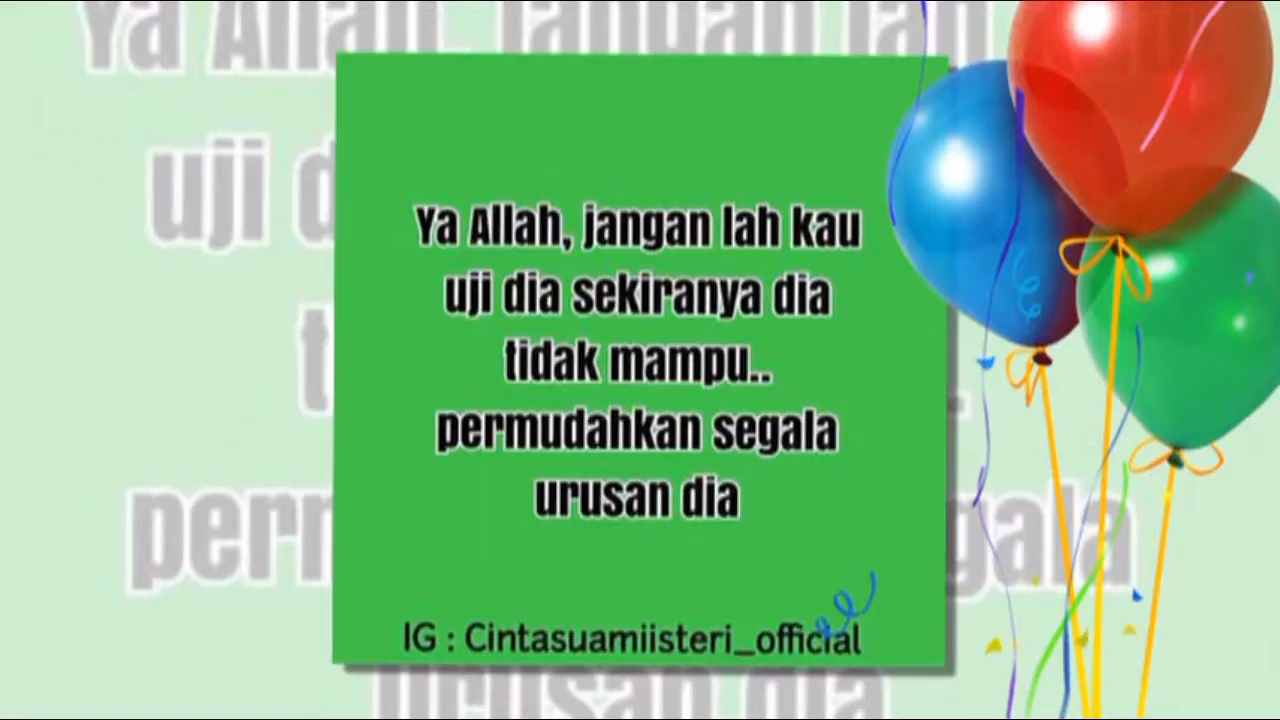 Ya Allah, jangan lah kau
uji dia sekiranya dia
tidak mampu..
permudahkan segala
urusan dia
IG : Cintasuamiisteri_official